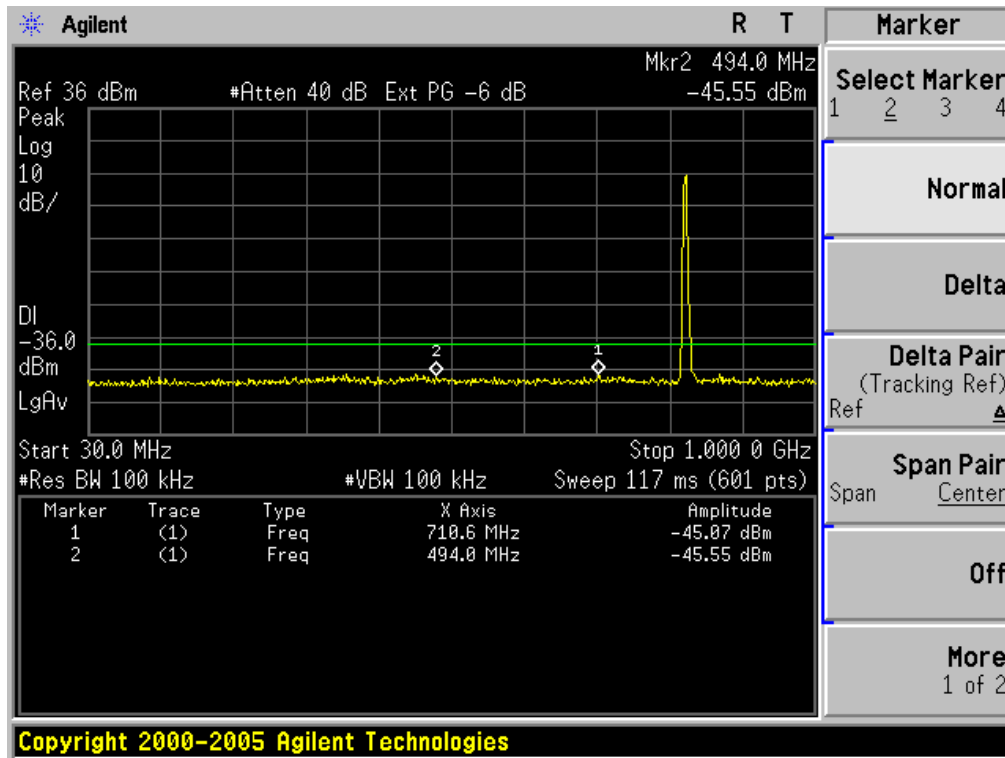 Agilent R T
Mkr2 494.0 MHz
Ref 36 dBm #Atten 40 dB Ext PG -6 dB -45.55 dBm
Peak
Log
10
dB/
DI
-36.0
dBm
LgAv
2
1
Start 30.0 MHz Stop 1.000 0 GHz
#Res BW 100 kHz #VBW 100 kHz Sweep 117 ms (601 pts)
Marker Trace Type X Axis Amplitude
1 (1) Freq 710.6 MHz -45.07 dBm
2 (1) Freq 494.0 MHz -45.55 dBm
Marker
Select Marker
1 2 3 4
Normal
Delta
Delta Pair
(Tracking Ref)
Ref Δ
Span Pair
Span Center
Off
More
1 of 2
Copyright 2000-2005 Agilent Technologies